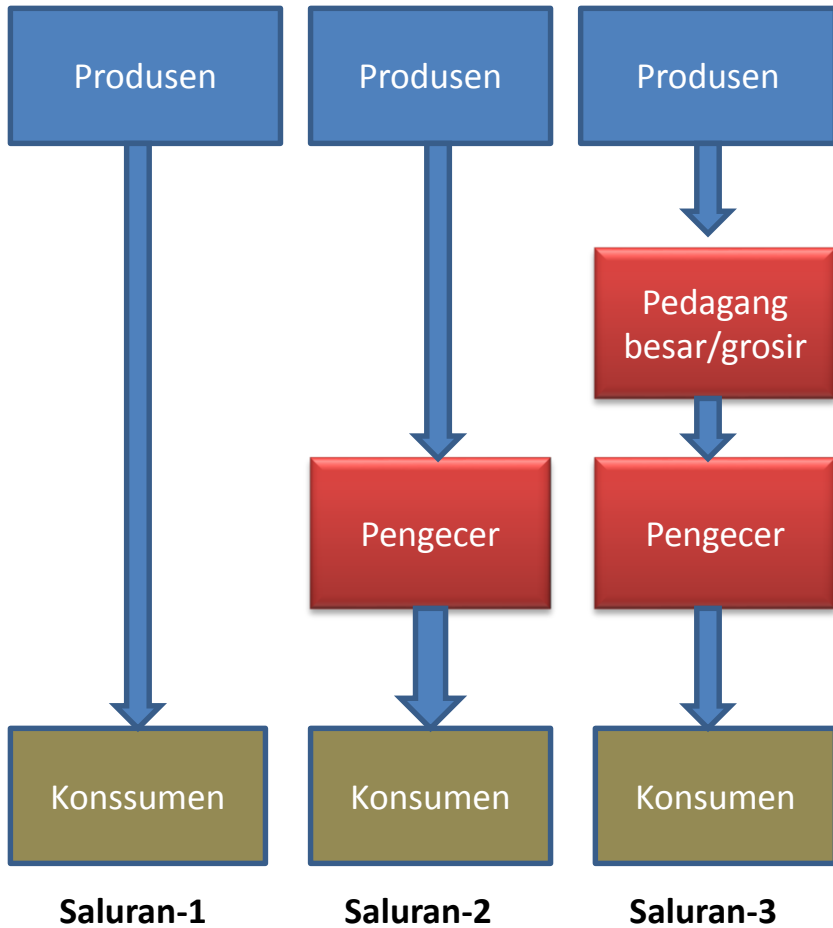 Produsen
Produsen
Produsen
Pedagang
besar/grosir
Pengecer
Pengecer
Konssumen
Konsumen
Konsumen
Saluran-1
Saluran-2
Saluran-3